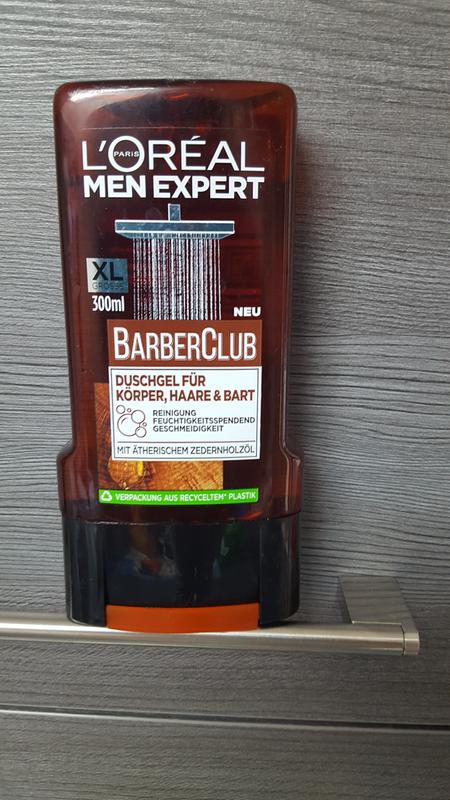 L'ORÉAL
PARIS
MEN EXPERT
XL
GRÖSSE
300ml
NEU
BARBERCLUB
DUSCHGEL FÜR
KÖRPER, HAARE & BART
REINIGUNG
FEUCHTIGKEITSSPENDEND
GESCHMEIDIGKEIT
MIT ÄTHERISCHEM ZEDERNHOLZÖL
VERPACKUNG AUS RECYCELTEM* PLASTIK